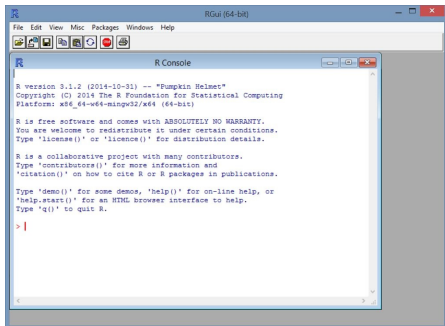 RGui (64-bit)
File Edit View Misc Packages Windows Help
R Console
R version 3.1.2 (2014-10-31) -- "Pumpkin Helmet"
Copyright (C) 2014 The R Foundation for Statistical Computing
Platform: x86_64-w64-mingw32/x64 (64-bit)
R is free software and comes with ABSOLUTELY NO WARRANTY.
You are welcome to redistribute it under certain conditions.
Type 'license()' or 'licence()' for distribution details.
R is a collaborative project with many contributors.
Type 'contributors()' for more information and
'citation()' on how to cite R or R packages in publications.
Type 'demo()' for some demos, 'help()' for on-line help, or
'help.start()' for an HTML browser interface to help.
Type 'q()' to quit R.
>